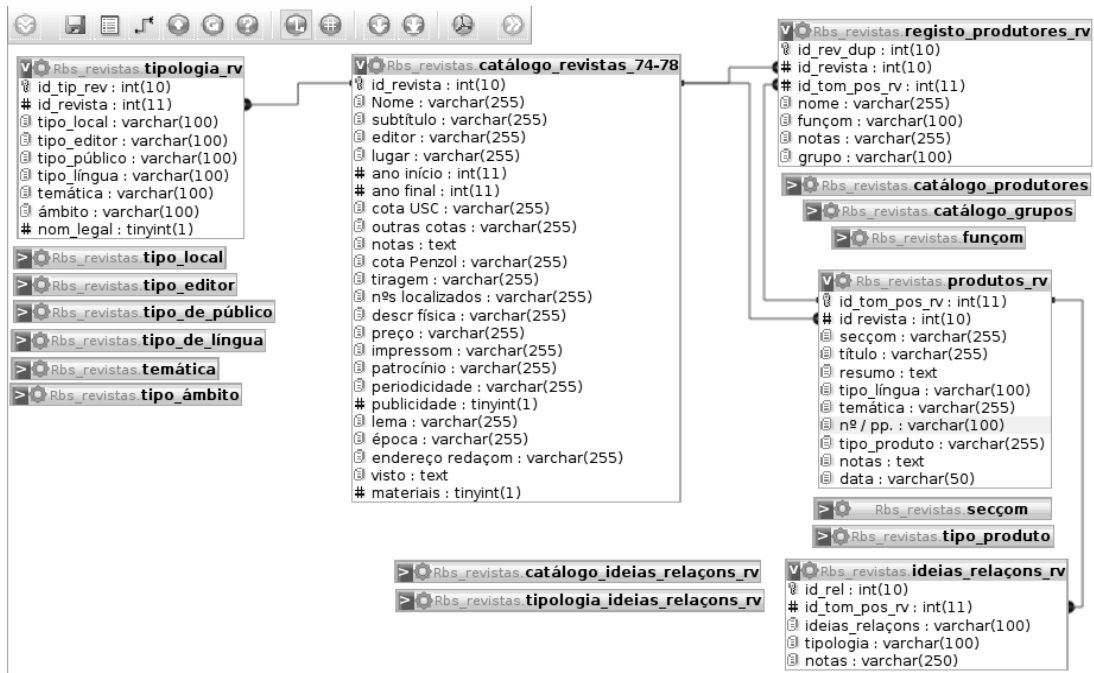 Rbs_revistas.tipologia_rv
id_tip_rev : int(10)
# id_revista : int(11)
tipo_local : varchar(100)
tipo_editor : varchar(100)
tipo_público : varchar(100)
tipo_língua : varchar(100)
temática : varchar(100)
ámbito : varchar(100)
# nom_legal : tinyint(1)
Rbs_revistas.tipo_local
Rbs_revistas.tipo_editor
Rbs_revistas.tipo_de_público
Rbs_revistas.tipo_de_língua
Rbs_revistas.temática
Rbs_revistas.tipo_ámbito
Rbs_revistas.catálogo_revistas_74-78
id_revista : int(10)
Nome : varchar(255)
subtítulo : varchar(255)
editor : varchar(255)
lugar : varchar(255)
# ano início : int(11)
# ano final : int(11)
cota USC : varchar(255)
outras cotas : varchar(255)
notas : text
cota Penzol : varchar(255)
tiragem : varchar(255)
nºs localizados : varchar(255)
descr física : varchar(255)
preço : varchar(255)
impressom : varchar(255)
patrocínio : varchar(255)
periodicidade : varchar(255)
# publicidade : tinyint(1)
lema : varchar(255)
época : varchar(255)
endereço redaçom : varchar(255)
visto : text
# materiais : tinyint(1)
Rbs_revistas.catálogo_ideias_relaçons_rv
Rbs_revistas.tipologia_ideias_relaçons_rv
Rbs_revistas.registo_produtores_rv
id_rev_dup : int(10)
# id_revista : int(10)
# id_tom_pos_rv : int(11)
nome : varchar(255)
funçom : varchar(100)
notas : varchar(255)
grupo : varchar(100)
Rbs_revistas.catálogo_produtores
Rbs_revistas.catálogo_grupos
Rbs_revistas.funçom
Rbs_revistas.produtos_rv
id_tom_pos_rv : int(11)
# id revista : int(10)
secçom : varchar(255)
título : varchar(255)
resumo : text
tipo_língua : varchar(100)
temática : varchar(255)
nº / pp. : varchar(100)
tipo_produto : varchar(255)
notas : text
data : varchar(50)
Rbs_revistas.secçom
Rbs_revistas.tipo_produto
Rbs_revistas.ideias_relaçons_rv
id_rel : int(10)
# id_tom_pos_rv : int(11)
ideias_relaçons : varchar(100)
tipologia : varchar(100)
notas : varchar(250)